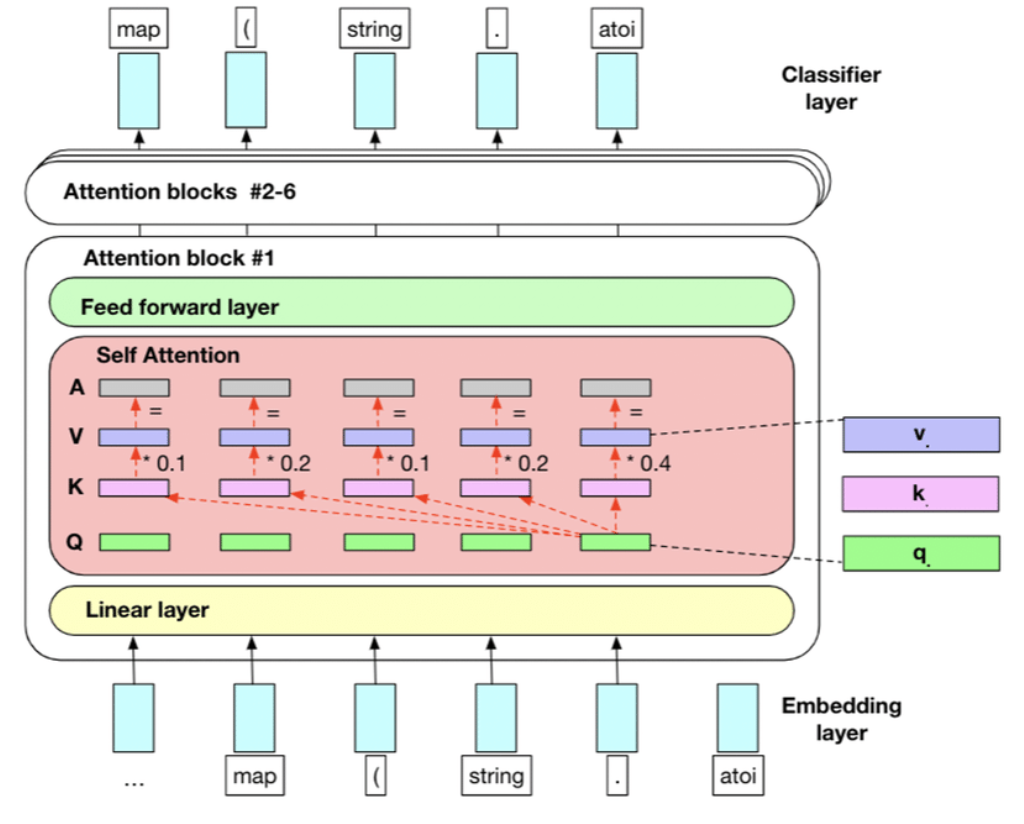 map ( string . atoi
Classifier
layer
Attention blocks #2-6
Attention block #1
Feed forward layer
Self Attention
A
= = = = =
V
v.
* 0.1 * 0.2 * 0.1 * 0.2 * 0.4
K
k.
Q
q.
Linear layer
Embedding
layer
... map ( string . atoi